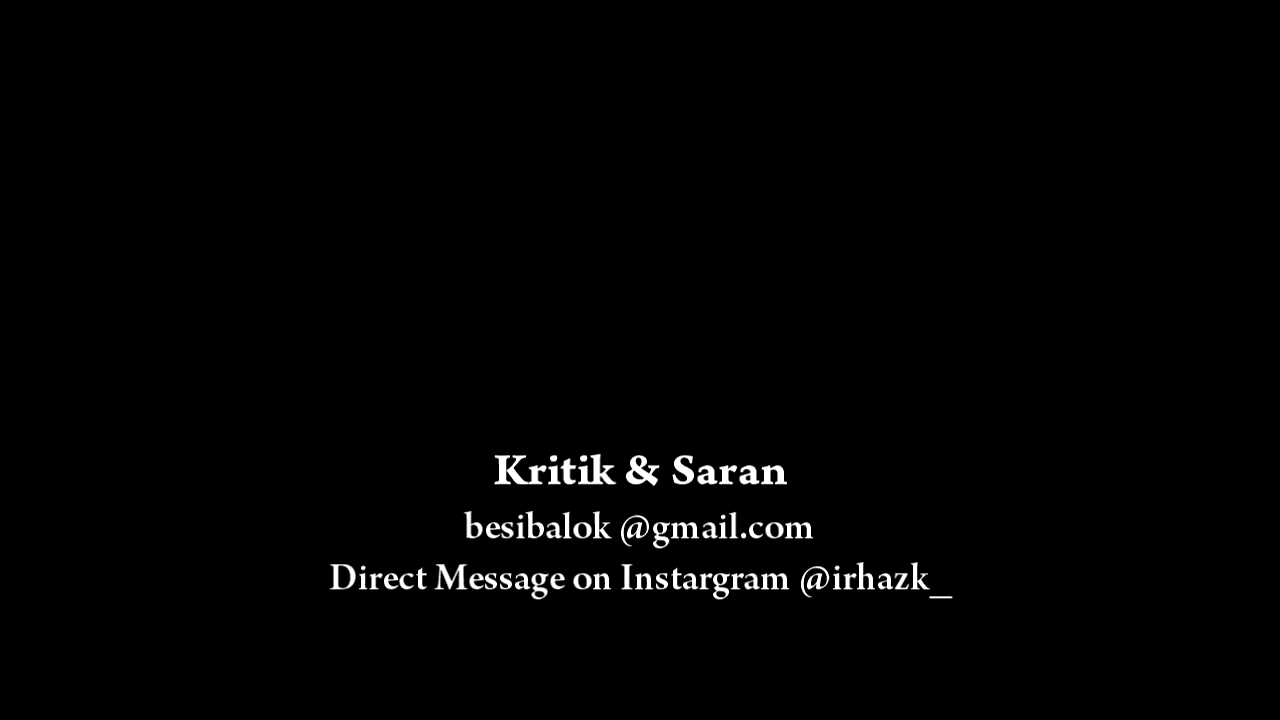 Kritik & Saran
besibalok @gmail.com
Direct Message on Instargram @irhazk_